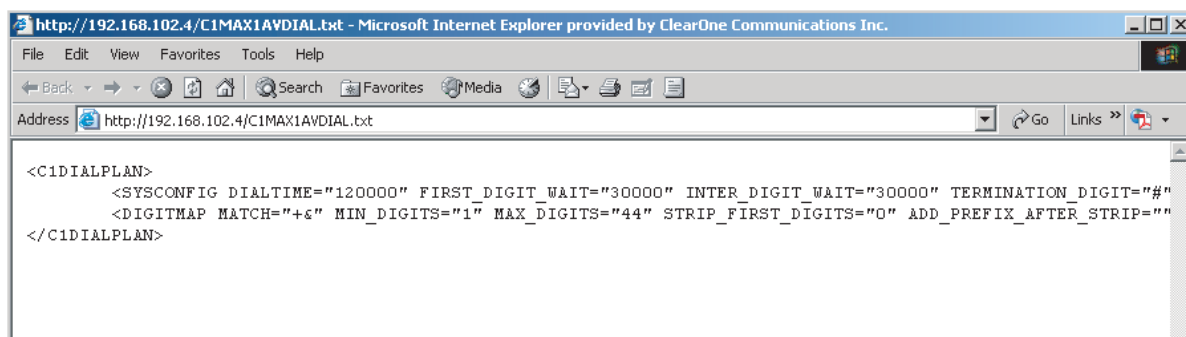 http://192.168.102.4/C1MAX1AVDIAL.txt - Microsoft Internet Explorer provided by ClearOne Communications Inc.
File Edit View Favorites Tools Help
Back Search Favorites Media
Address http://192.168.102.4/C1MAX1AVDIAL.txt Go Links »
<C1DIALPLAN>
<SYSCONFIG DIALTIME="120000" FIRST_DIGIT_WAIT="30000" INTER_DIGIT_WAIT="30000" TERMINATION_DIGIT="#"
<DIGITMAP MATCH="+&" MIN_DIGITS="1" MAX_DIGITS="44" STRIP_FIRST_DIGITS="0" ADD_PREFIX_AFTER_STRIP=""
</C1DIALPLAN>